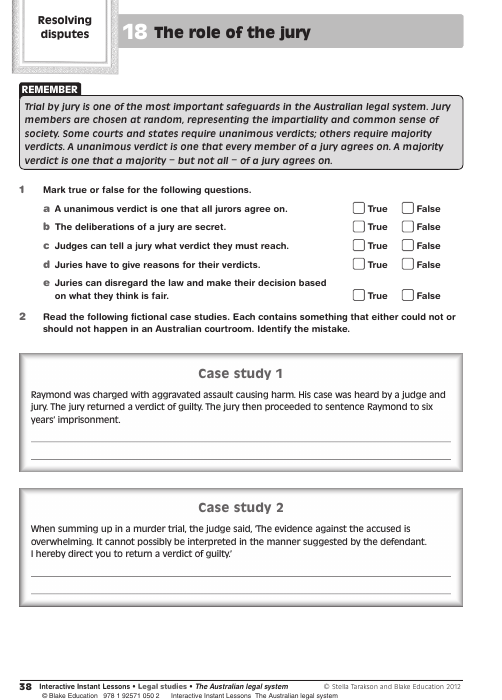 Resolving
disputes
18 The role of the jury
REMEMBER
Trial by jury is one of the most important safeguards in the Australian legal system. Jury
members are chosen at random, representing the impartiality and common sense of
society. Some courts and states require unanimous verdicts; others require majority
verdicts. A unanimous verdict is one that every member of a jury agrees on. A majority
verdict is one that a majority – but not all – of a jury agrees on.
1 Mark true or false for the following questions.
a A unanimous verdict is one that all jurors agree on. True False
b The deliberations of a jury are secret. True False
c Judges can tell a jury what verdict they must reach. True False
d Juries have to give reasons for their verdicts. True False
e Juries can disregard the law and make their decision based
on what they think is fair. True False
2 Read the following fictional case studies. Each contains something that either could not or
should not happen in an Australian courtroom. Identify the mistake.
Case study 1
Raymond was charged with aggravated assault causing harm. His case was heard by a judge and
jury. The jury returned a verdict of guilty. The jury then proceeded to sentence Raymond to six
years' imprisonment.
Case study 2
When summing up in a murder trial, the judge said, 'The evidence against the accused is
overwhelming. It cannot possibly be interpreted in the manner suggested by the defendant.
I hereby direct you to return a verdict of guilty.'
38 Interactive Instant Lessons • Legal studies • The Australian legal system © Stella Tarakson and Blake Education 2012
© Blake Education 978 1 92571 050 2 Interactive Instant Lessons The Australian legal system